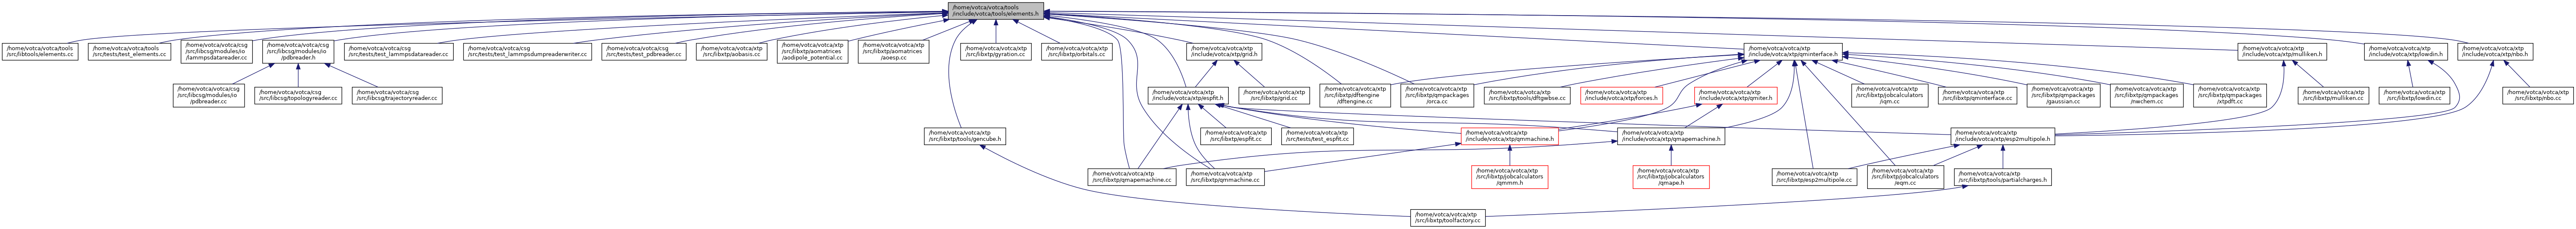 /home/votca/votca/tools
/include/votca/tools/elements.h
/home/votca/votca/tools
/src/libtools/elements.cc
/home/votca/votca/tools
/src/tests/test_elements.cc
/home/votca/votca/csg
/src/libcsg/modules/io
/lammpsdatareader.cc
/home/votca/votca/csg
/src/libcsg/modules/io
/pdbreader.h
/home/votca/votca/csg
/src/tests/test_lammpsdatareader.cc
/home/votca/votca/csg
/src/tests/test_lammpsdumpreaderwriter.cc
/home/votca/votca/csg
/src/tests/test_pdbreader.cc
/home/votca/votca/xtp
/src/libxtp/aobasis.cc
/home/votca/votca/xtp
/src/libxtp/aomatrices
/aodipole_potential.cc
/home/votca/votca/xtp
/src/libxtp/aomatrices
/aoesp.cc
/home/votca/votca/xtp
/src/libxtp/gyration.cc
/home/votca/votca/xtp
/src/libxtp/orbitals.cc
/home/votca/votca/xtp
/include/votca/xtp/grid.h
/home/votca/votca/xtp
/include/votca/xtp/qminterface.h
/home/votca/votca/xtp
/include/votca/xtp/mulliken.h
/home/votca/votca/xtp
/include/votca/xtp/lowdin.h
/home/votca/votca/xtp
/include/votca/xtp/nbo.h
/home/votca/votca/csg
/src/libcsg/modules/io
/pdbreader.cc
/home/votca/votca/csg
/src/libcsg/topologyreader.cc
/home/votca/votca/csg
/src/libcsg/trajectoryreader.cc
/home/votca/votca/xtp
/include/votca/xtp/espfit.h
/home/votca/votca/xtp
/src/libxtp/grid.cc
/home/votca/votca/xtp
/src/libxtp/dftengine
/dftengine.cc
/home/votca/votca/xtp
/src/libxtp/qmpackages
/orca.cc
/home/votca/votca/xtp
/src/libxtp/tools/dftgwbse.cc
/home/votca/votca/xtp
/include/votca/xtp/forces.h
/home/votca/votca/xtp
/include/votca/xtp/qmiter.h
/home/votca/votca/xtp
/src/libxtp/jobcalculators
/iqm.cc
/home/votca/votca/xtp
/src/libxtp/qminterface.cc
/home/votca/votca/xtp
/src/libxtp/qmpackages
/gaussian.cc
/home/votca/votca/xtp
/src/libxtp/qmpackages
/nwchem.cc
/home/votca/votca/xtp
/src/libxtp/qmpackages
/xtpdft.cc
/home/votca/votca/xtp
/src/libxtp/mulliken.cc
/home/votca/votca/xtp
/src/libxtp/lowdin.cc
/home/votca/votca/xtp
/src/libxtp/nbo.cc
/home/votca/votca/xtp
/src/libxtp/tools/gencube.h
/home/votca/votca/xtp
/src/libxtp/espfit.cc
/home/votca/votca/xtp
/src/tests/test_espfit.cc
/home/votca/votca/xtp
/include/votca/xtp/qmmachine.h
/home/votca/votca/xtp
/include/votca/xtp/qmapemachine.h
/home/votca/votca/xtp
/include/votca/xtp/esp2multipole.h
/home/votca/votca/xtp
/src/libxtp/qmapemachine.cc
/home/votca/votca/xtp
/src/libxtp/qmmachine.cc
/home/votca/votca/xtp
/src/libxtp/jobcalculators
/qmmm.h
/home/votca/votca/xtp
/src/libxtp/jobcalculators
/qmape.h
/home/votca/votca/xtp
/src/libxtp/esp2multipole.cc
/home/votca/votca/xtp
/src/libxtp/jobcalculators
/eqm.cc
/home/votca/votca/xtp
/src/libxtp/tools/partialcharges.h
/home/votca/votca/xtp
/src/libxtp/toolfactory.cc